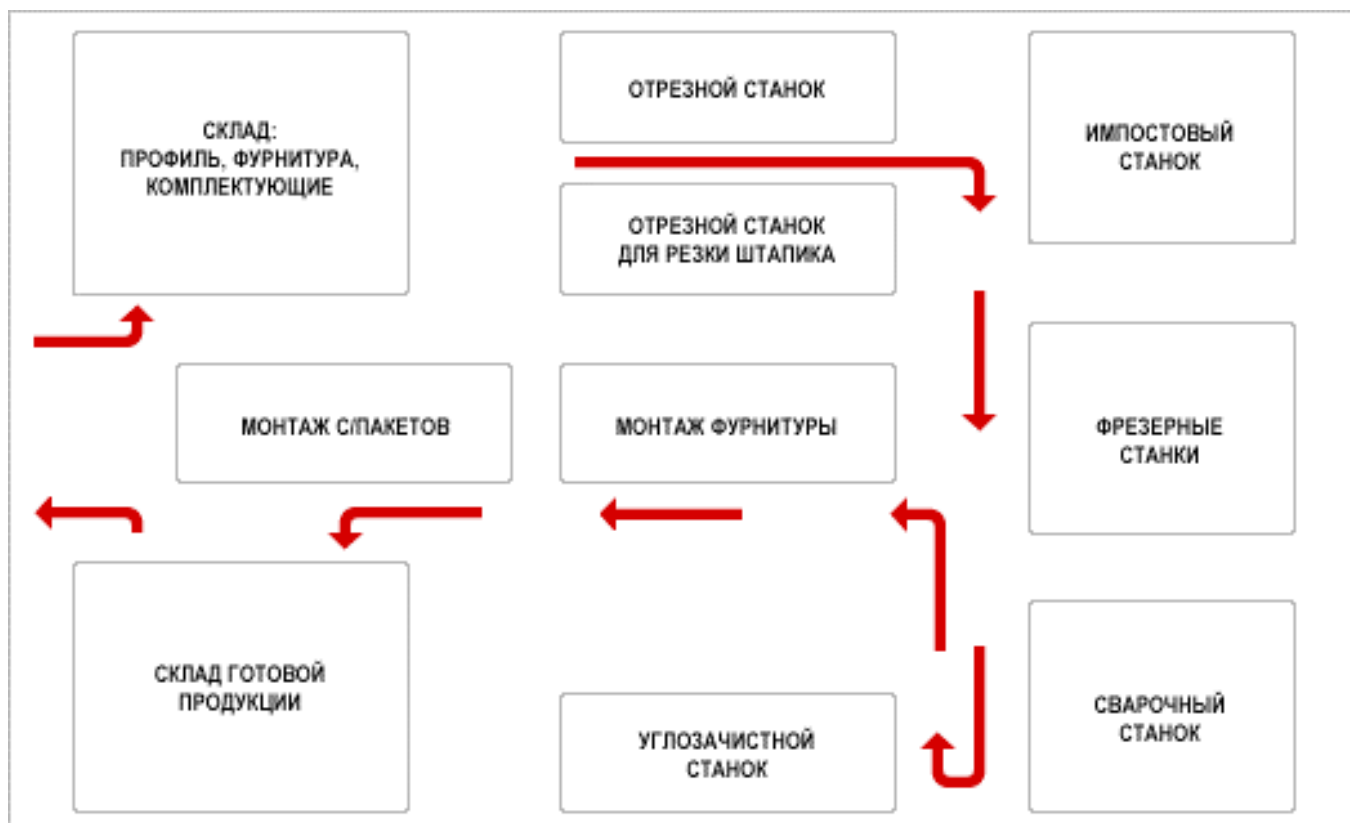 СКЛАД:
ПРОФИЛЬ, ФУРНИТУРА,
КОМПЛЕКТУЮЩИЕ
ОТРЕЗНОЙ СТАНОК
ИМПОСТОВЫЙ
СТАНОК
ОТРЕЗНОЙ СТАНОК
ДЛЯ РЕЗКИ ШТАПИКА
МОНТАЖ С/ПАКЕТОВ
МОНТАЖ ФУРНИТУРЫ
ФРЕЗЕРНЫЕ
СТАНКИ
СКЛАД ГОТОВОЙ
ПРОДУКЦИИ
УГЛОЗАЧИСТНОЙ
СТАНОК
СВАРОЧНЫЙ
СТАНОК